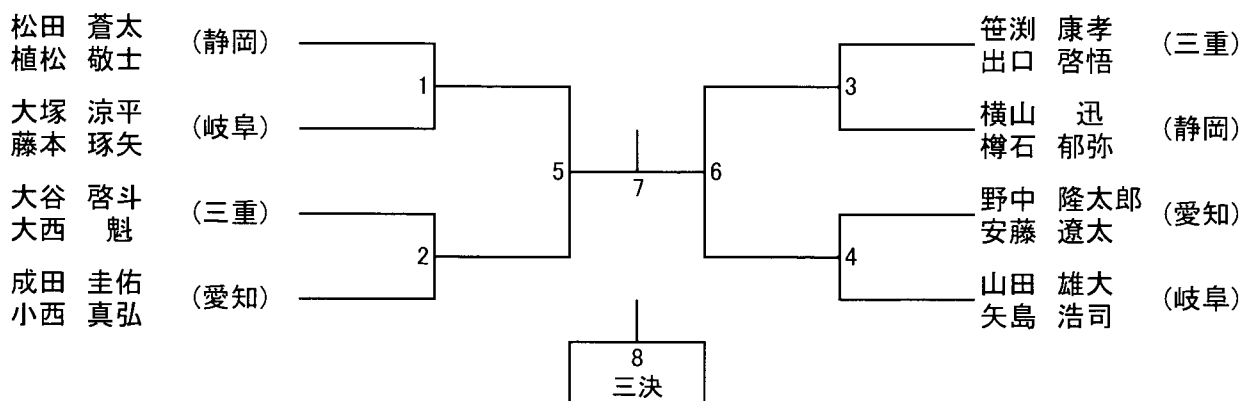 松田 蒼太
植松 敬士
(静岡)
大塚 涼平
藤本 琢矢
(岐阜)
大谷 啓斗
大西 魁
(三重)
成田 圭佑
小西 真弘
(愛知)
1
2
5
7
6
3
4
笹渕 康孝
出口 啓悟
(三重)
横山 迅
樽石 郁弥
(静岡)
野中 隆太郎
安藤 遼太
(愛知)
山田 雄大
矢島 浩司
(岐阜)
8
三決